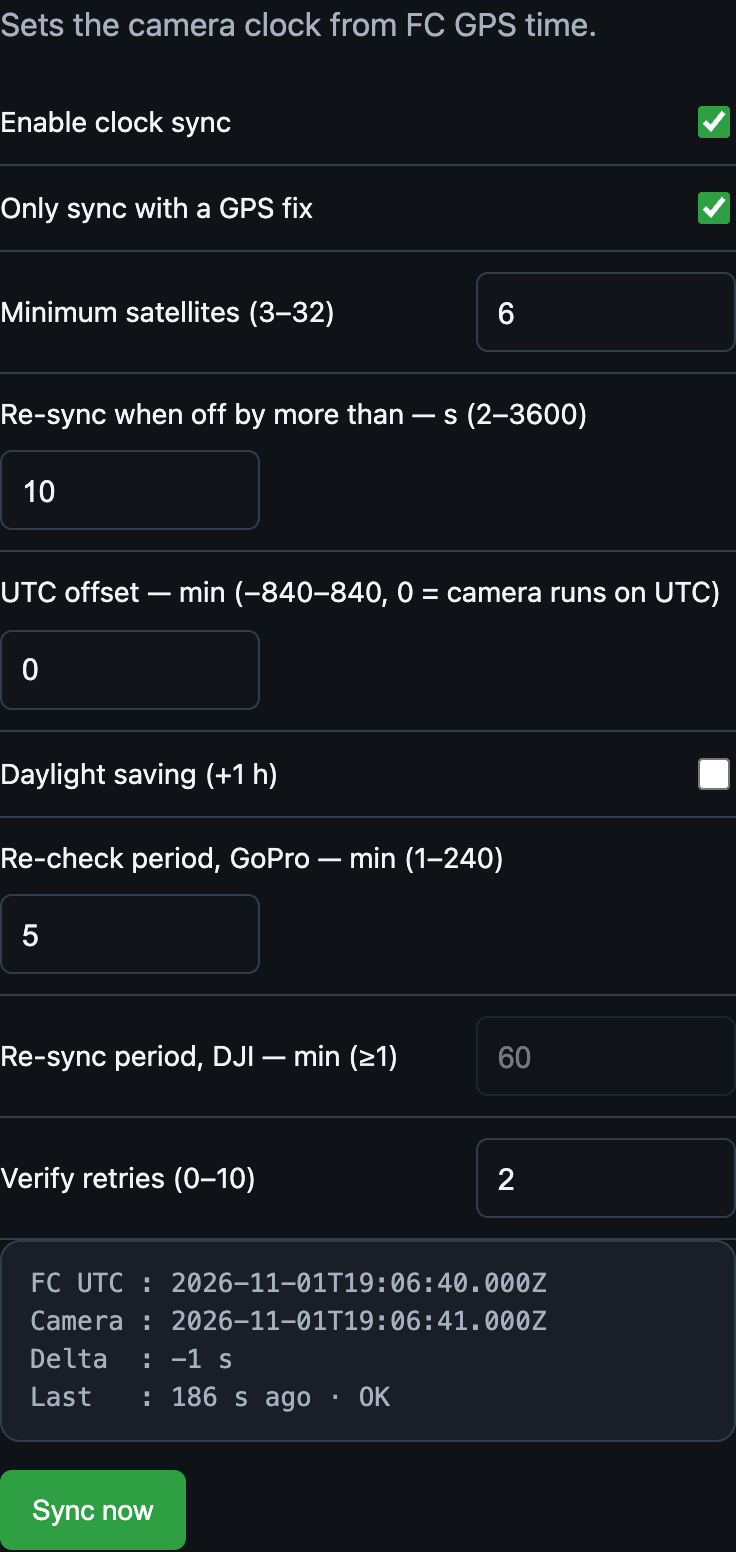 Sets the camera clock from FC GPS time.
Enable clock sync
Only sync with a GPS fix
Minimum satellites (3–32)
6
Re-sync when off by more than — s (2–3600)
10
UTC offset — min (−840–840, 0 = camera runs on UTC)
0
Daylight saving (+1 h)
Re-check period, GoPro — min (1–240)
5
Re-sync period, DJI — min (≥1)
60
Verify retries (0–10)
2
FC UTC : 2026-11-01T19:06:40.000Z
Camera : 2026-11-01T19:06:41.000Z
Delta  : −1 s
Last   : 186 s ago · OK
Sync now